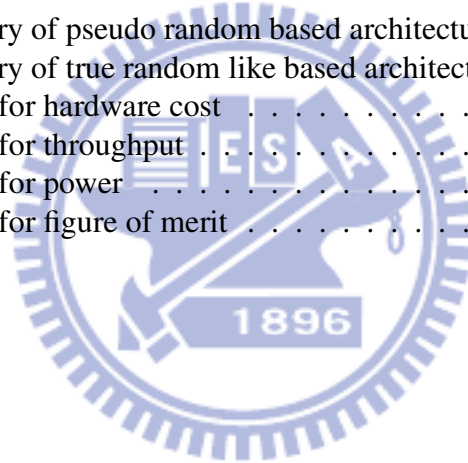 ry of pseudo random based architectu
ry of true random like based architect
for hardware cost . . . . . . . . . .
for throughput . . . . . . . . . . . .
for power . . . . . . . . . . . . . .
for figure of merit . . . . . . . . . .
E S A
1896